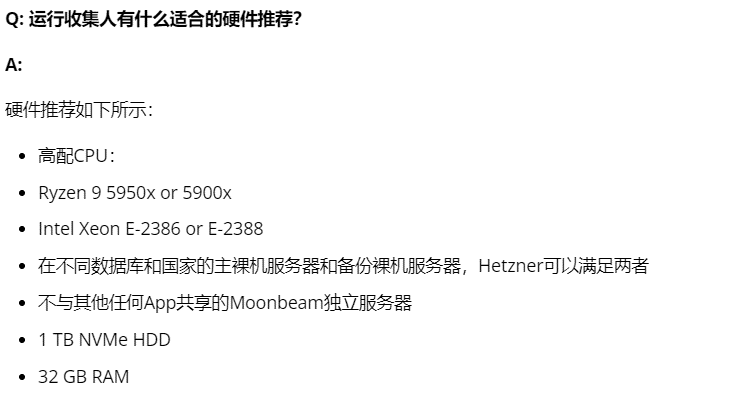 Q: 运行收集人有什么适合的硬件推荐？
A:
硬件推荐如下所示：
• 高配CPU：
• Ryzen 9 5950x or 5900x
• Intel Xeon E-2386 or E-2388
• 在不同数据库和国家的主裸机服务器和备份裸机服务器，Hetzner可以满足两者
• 不与其他任何App共享的Moonbeam独立服务器
• 1 TB NVMe HDD
• 32 GB RAM